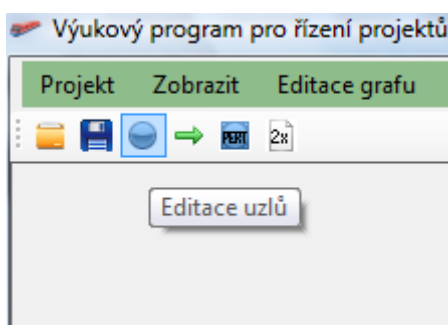 Výukový program pro řízení projektů
Projekt Zobrazit Editace grafu
PERT 2x
Editace uzlů